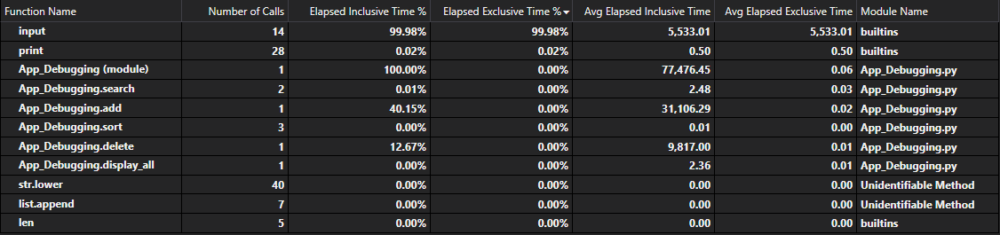 Function Name Number of Calls Elapsed Inclusive Time % Elapsed Exclusive Time % Avg Elapsed Inclusive Time Avg Elapsed Exclusive Time Module Name
input 14 99.98% 99.98% 5,533.01 5,533.01 builtins
print 28 0.02% 0.02% 0.50 0.50 builtins
App_Debugging (module) 1 100.00% 0.00% 77,476.45 0.06 App_Debugging.py
App_Debugging.search 2 0.01% 0.00% 2.48 0.03 App_Debugging.py
App_Debugging.add 1 40.15% 0.00% 31,106.29 0.02 App_Debugging.py
App_Debugging.sort 3 0.00% 0.00% 0.01 0.00 App_Debugging.py
App_Debugging.delete 1 12.67% 0.00% 9,817.00 0.01 App_Debugging.py
App_Debugging.display_all 1 0.00% 0.00% 2.36 0.01 App_Debugging.py
str.lower 40 0.00% 0.00% 0.00 0.00 Unidentifiable Method
list.append 7 0.00% 0.00% 0.00 0.00 Unidentifiable Method
len 5 0.00% 0.00% 0.00 0.00 builtins